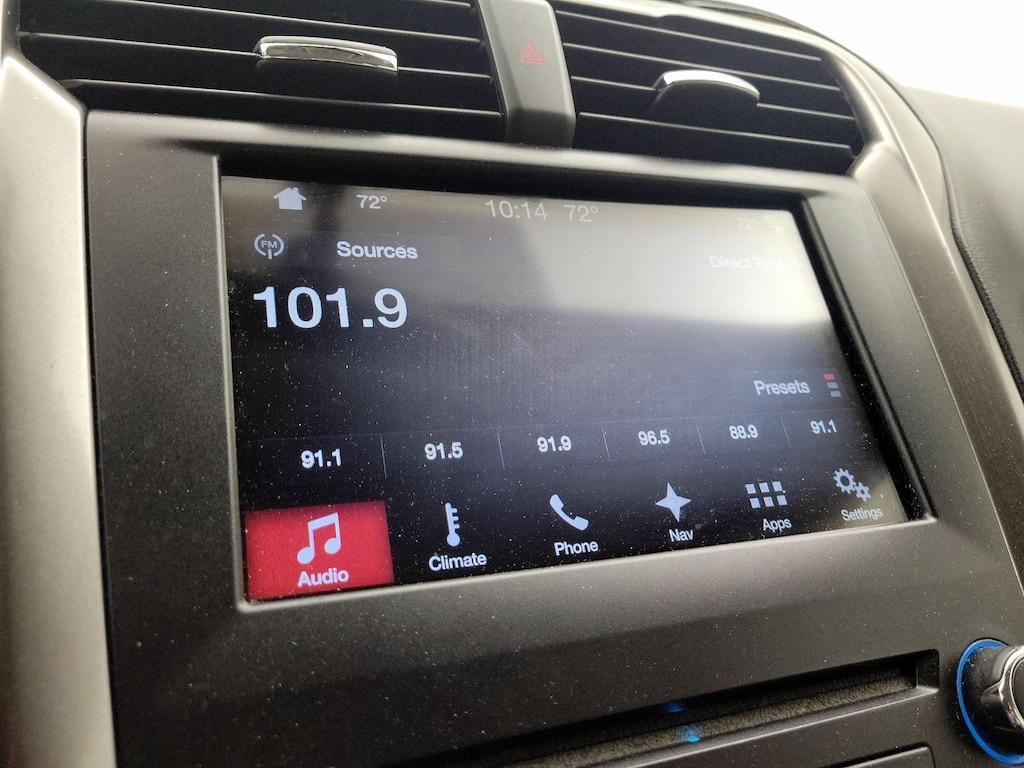 72° 10:14 72° 72°
FM Sources Direct Tune
101.9
Presets
91.1 91.5 91.9 96.5 88.9 91.1
Audio Climate Phone Nav Apps Settings